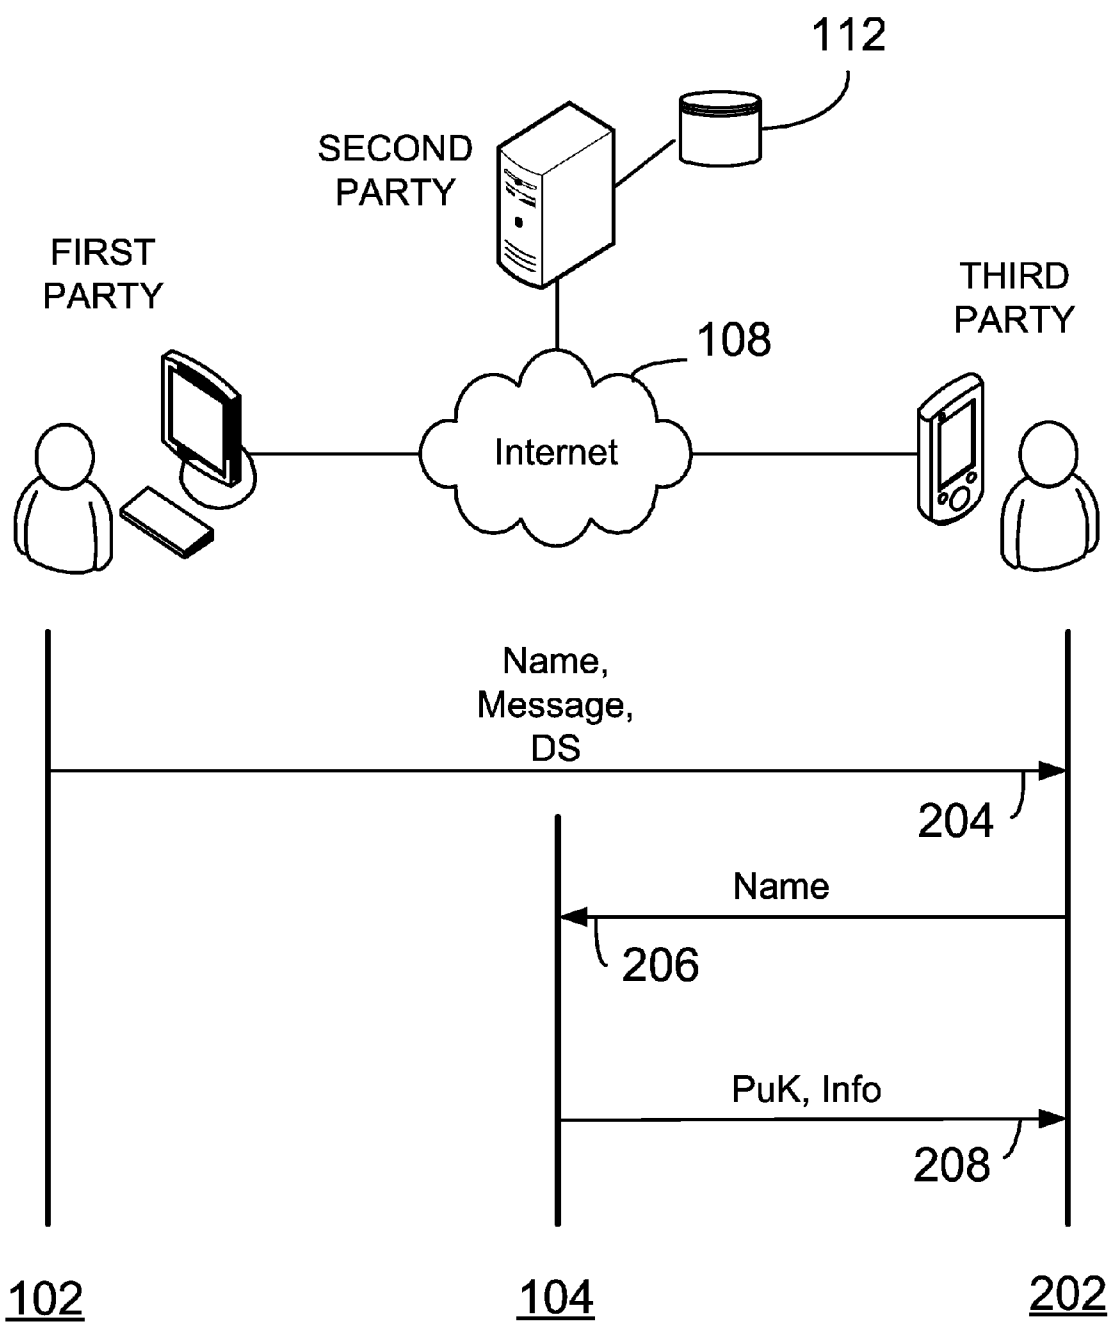 112
SECOND
PARTY
FIRST
PARTY
THIRD
PARTY
108
Internet
Name,
Message,
DS
204
Name
206
PuK, Info
208
102
104
202